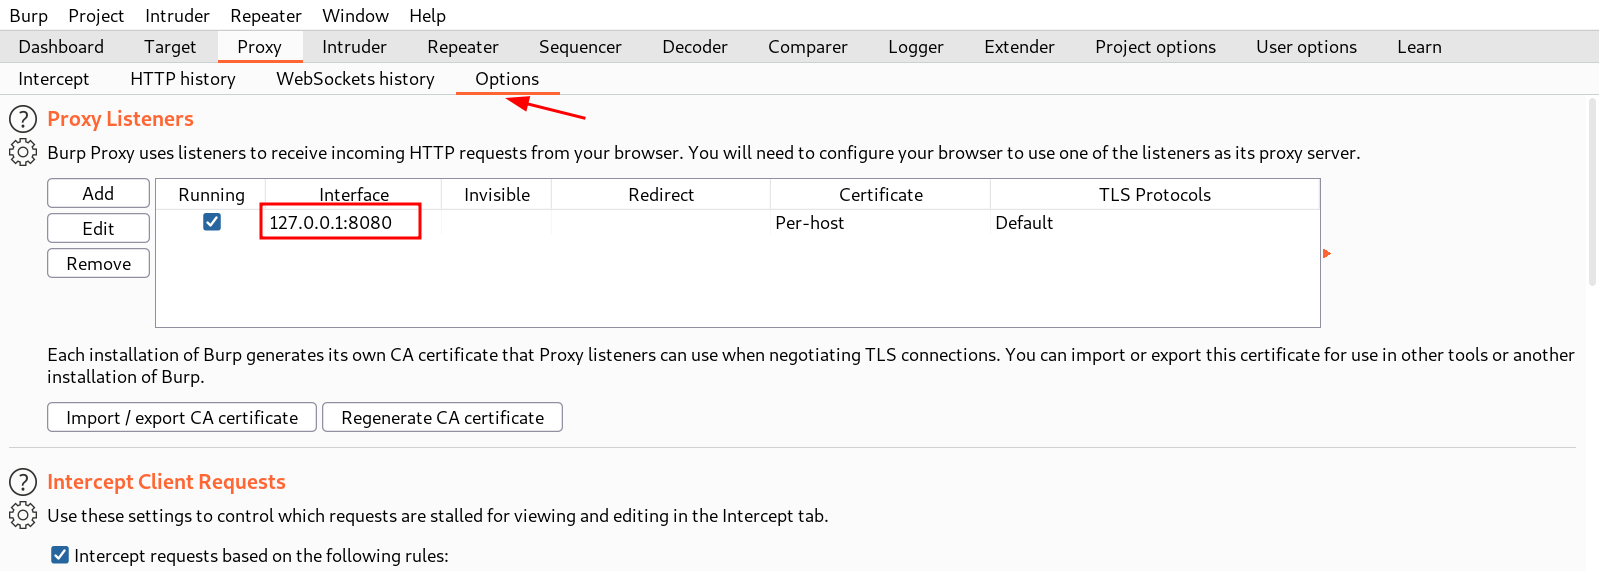 Burp Project Intruder Repeater Window Help
Dashboard Target Proxy Intruder Repeater Sequencer Decoder Comparer Logger Extender Project options User options Learn
Intercept HTTP history WebSockets history Options
? Proxy Listeners
Burp Proxy uses listeners to receive incoming HTTP requests from your browser. You will need to configure your browser to use one of the listeners as its proxy server.
Add
Edit
Remove
Running Interface Invisible Redirect Certificate TLS Protocols
127.0.0.1:8080 Per-host Default
Each installation of Burp generates its own CA certificate that Proxy listeners can use when negotiating TLS connections. You can import or export this certificate for use in other tools or another
installation of Burp.
Import / export CA certificate Regenerate CA certificate
? Intercept Client Requests
Use these settings to control which requests are stalled for viewing and editing in the Intercept tab.
Intercept requests based on the following rules: